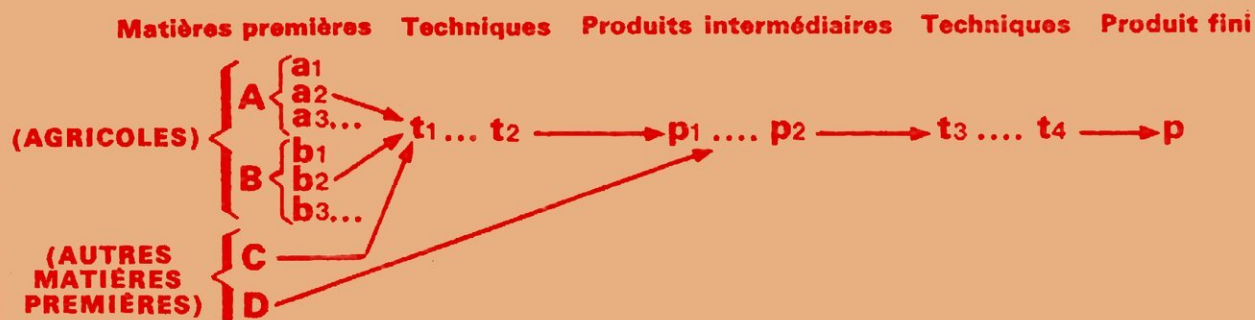 Matières premières Techniques Produits intermédiaires Techniques Produit fini
(AGRICOLES)
A
a1
a2
a3...
B
b1
b2
b3...
t1... t2
p1 .... p2
t3 .... t4
p
(AUTRES
MATIÈRES
PREMIÈRES)
C
D